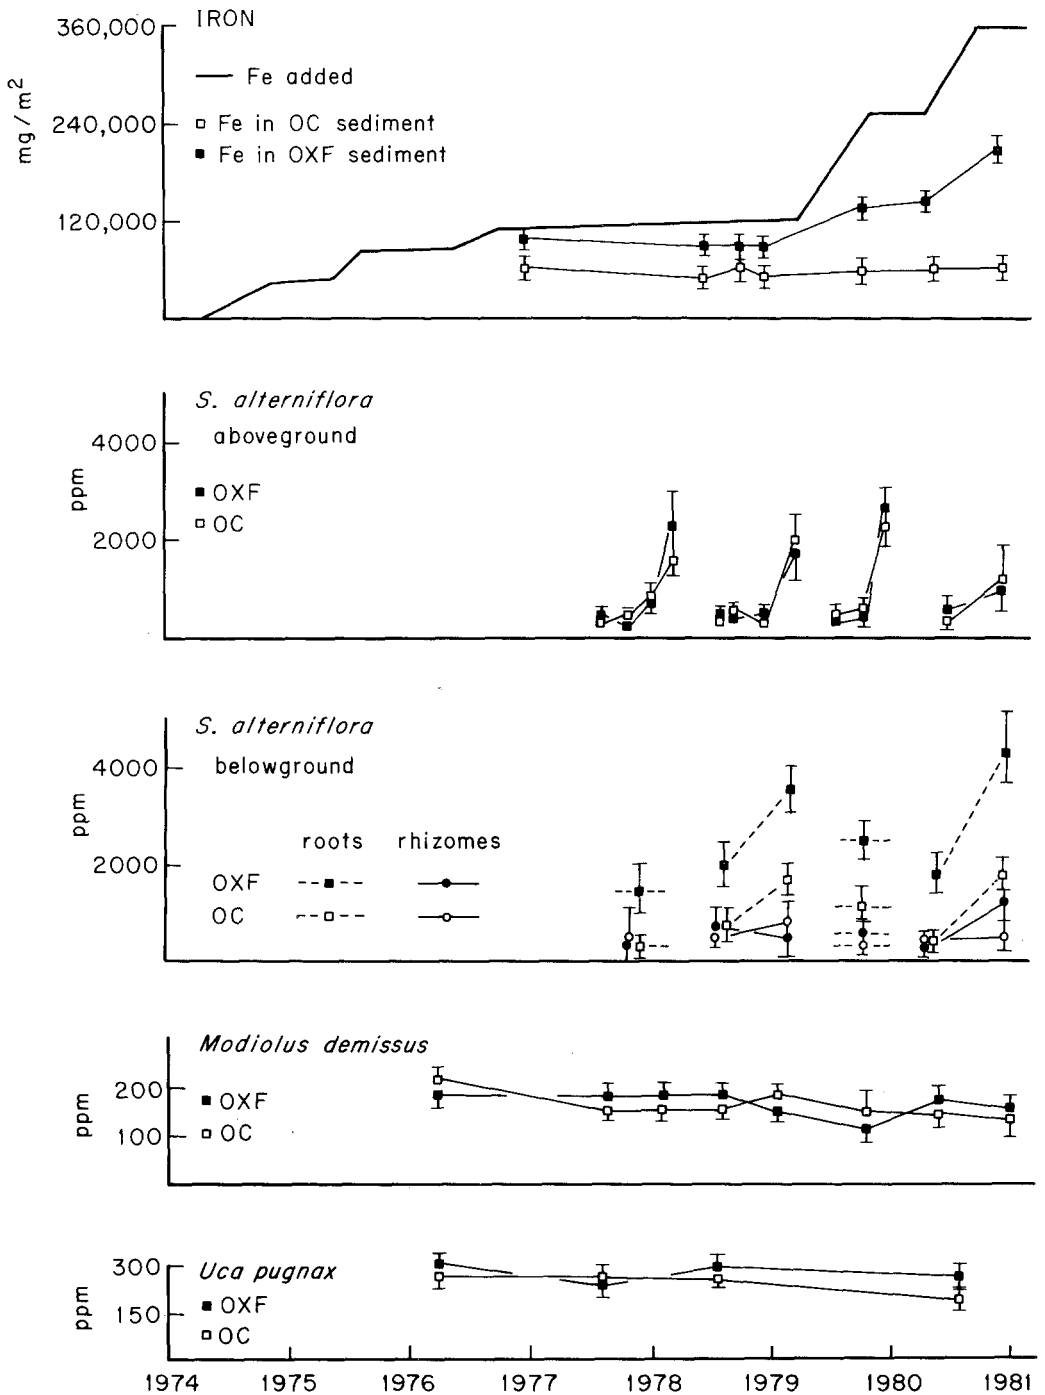 IRON
360,000
240,000
120,000
mg/m²
Fe added
Fe in OC sediment
Fe in OXF sediment
S. alterniflora
aboveground
4000
2000
ppm
OXF
OC
S. alterniflora
belowground
4000
2000
ppm
roots rhizomes
OXF
OC
Modiolus demissus
200
100
ppm
OXF
OC
Uca pugnax
300
150
ppm
OXF
OC
1974 1975 1976 1977 1978 1979 1980 1981